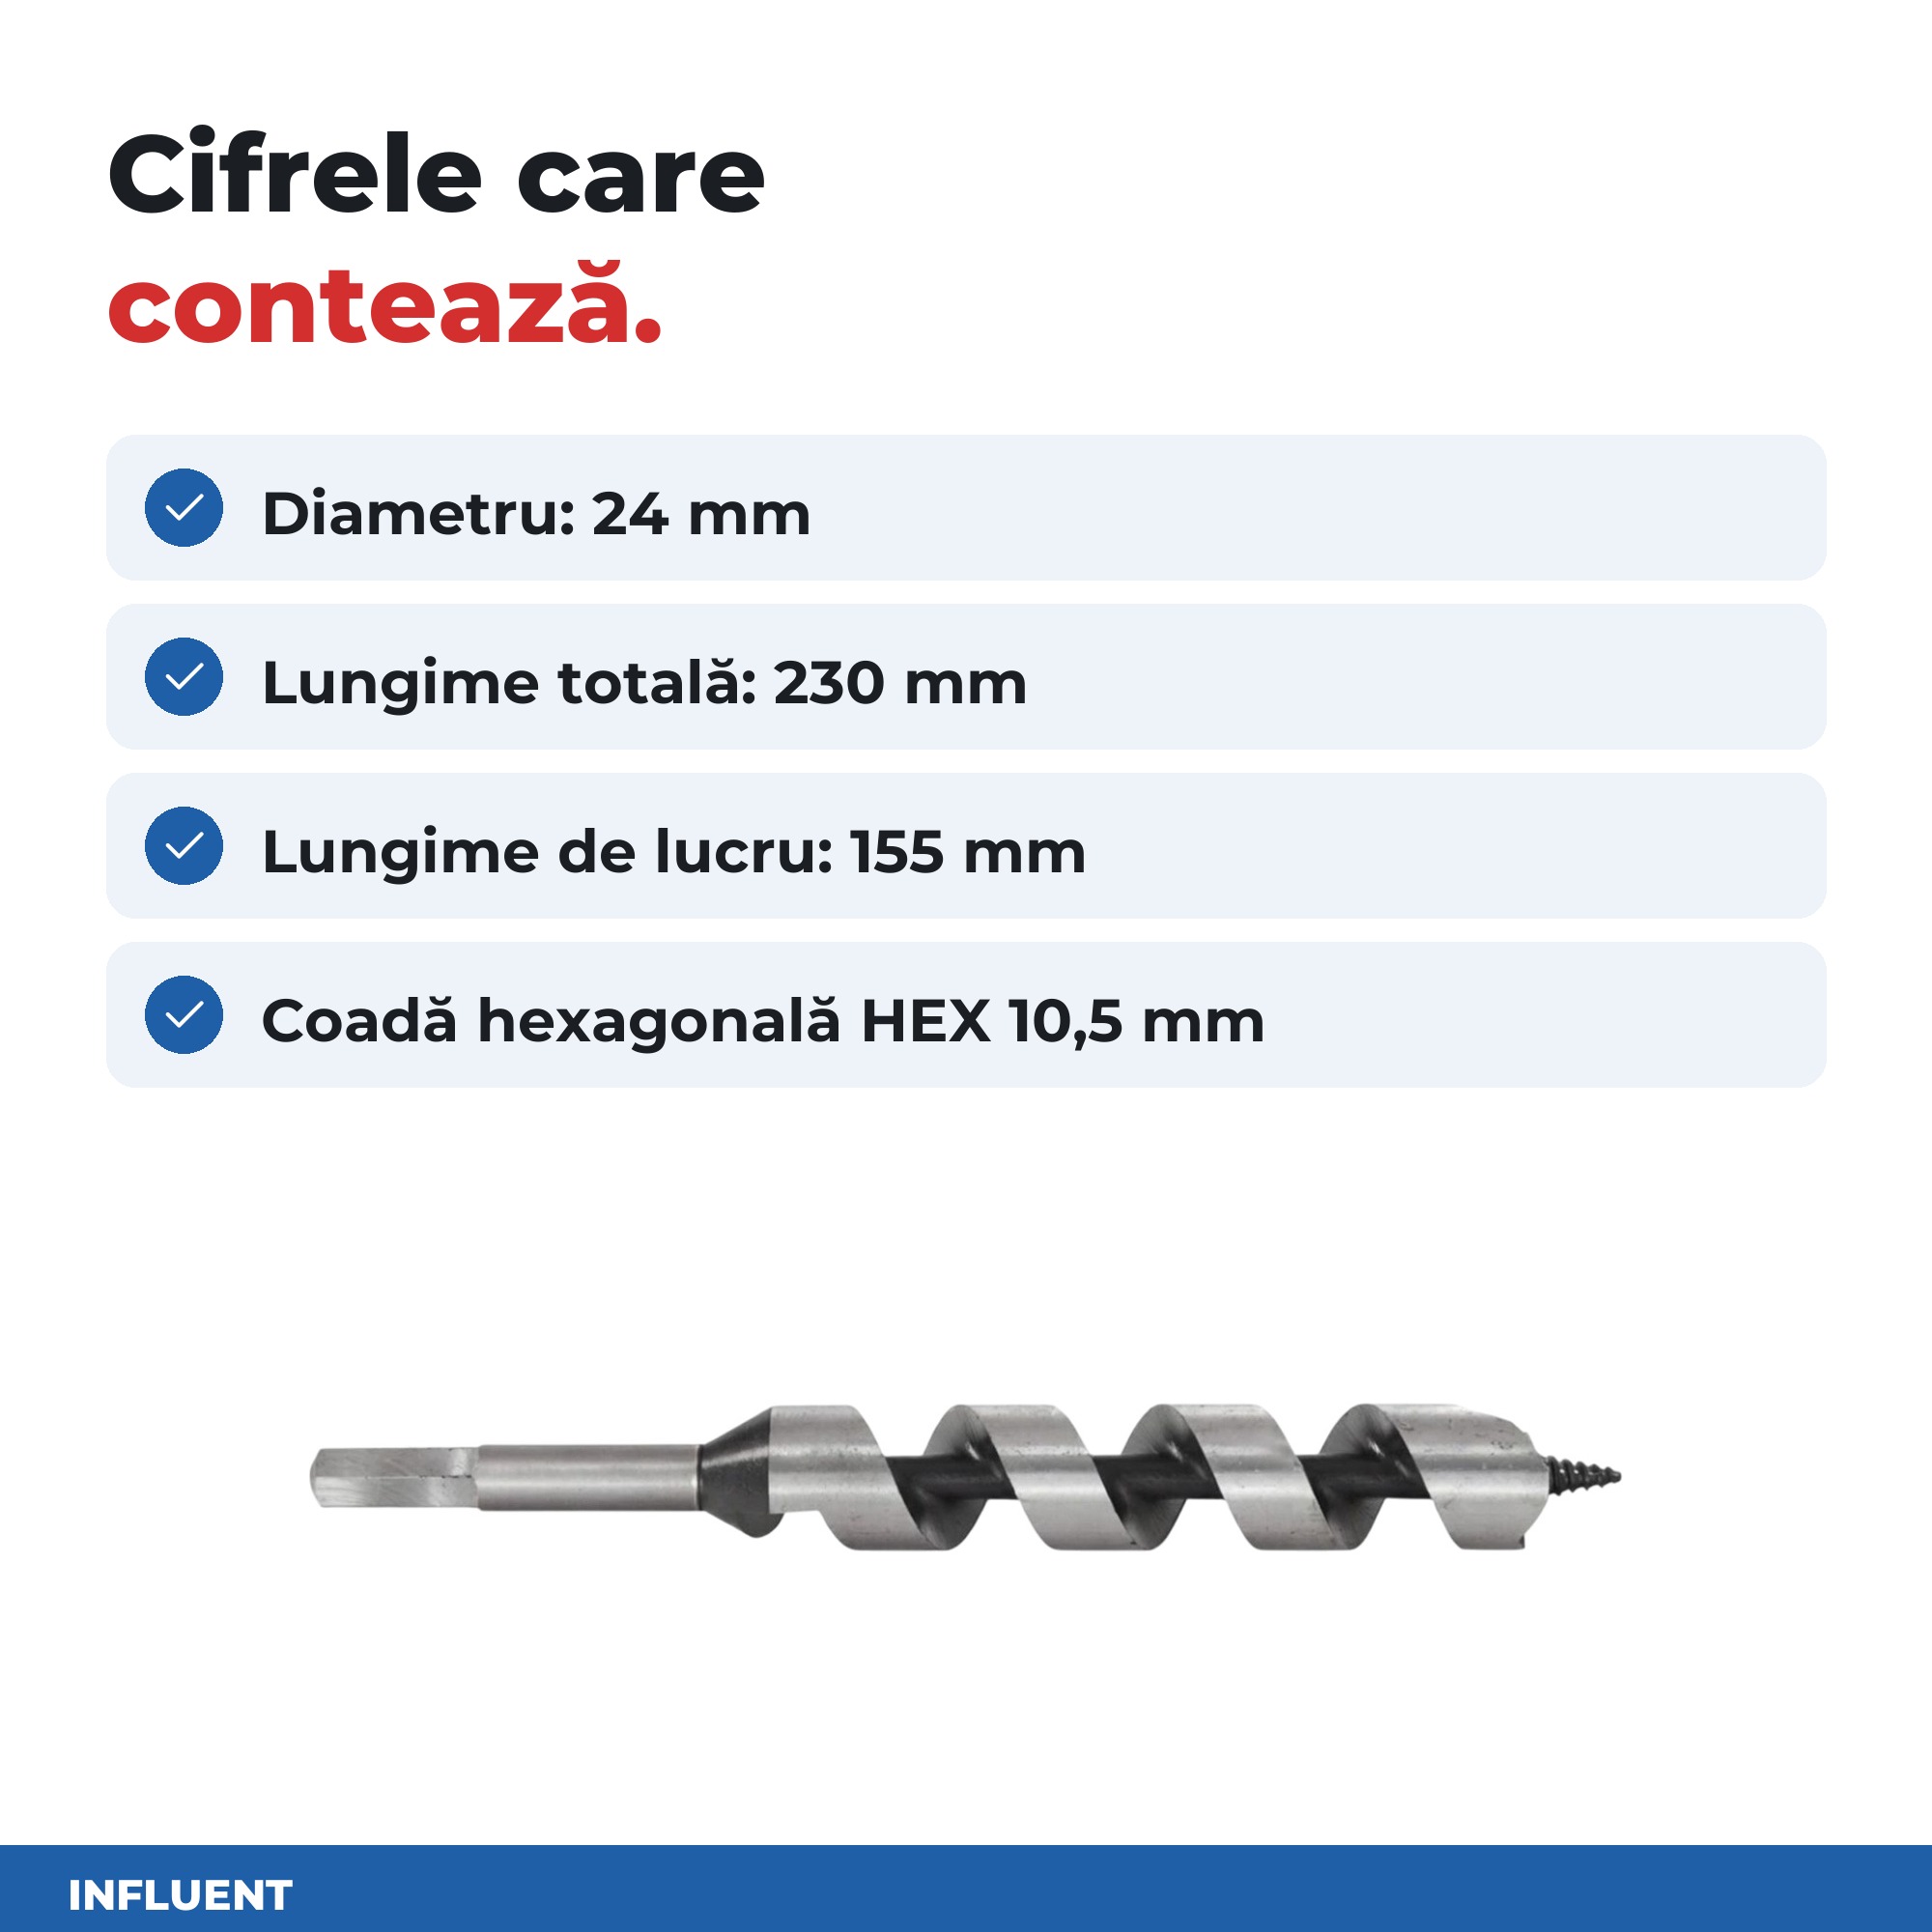 Cifrele care
contează.
Diametru: 24 mm
Lungime totală: 230 mm
Lungime de lucru: 155 mm
Coadă hexagonală HEX 10,5 mm
INFLUENT